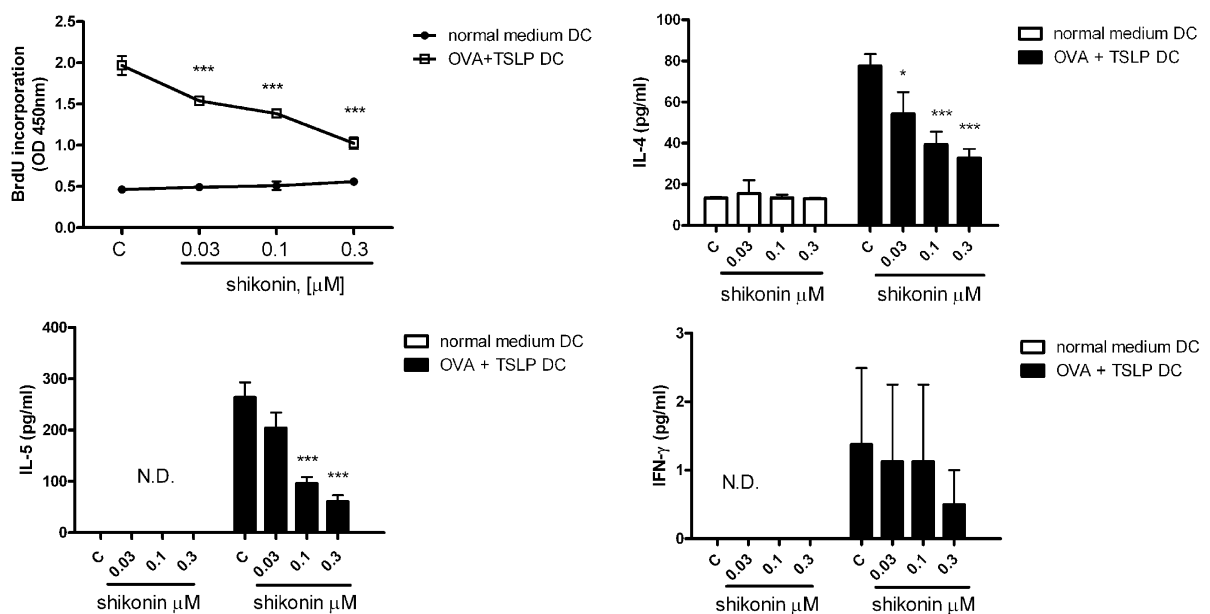 BrdU incorporation
(OD 450nm)
2.5
2.0
1.5
1.0
0.5
0.0
***
***
***
C
0.03
0.1
0.3
shikonin, [μM]
normal medium DC
OVA+TSLP DC
IL-4 (pg/ml)
100
80
60
40
20
0
*
***
***
C
0.03
0.1
0.3
C
0.03
0.1
0.3
shikonin μM
shikonin μM
normal medium DC
OVA + TSLP DC
IL-5 (pg/ml)
400
300
200
100
0
N.D.
***
***
C
0.03
0.1
0.3
C
0.03
0.1
0.3
shikonin μM
shikonin μM
normal medium DC
OVA + TSLP DC
IFN-γ (pg/ml)
3
2
1
0
N.D.
C
0.03
0.1
0.3
C
0.03
0.1
0.3
shikonin μM
shikonin μM
normal medium DC
OVA + TSLP DC